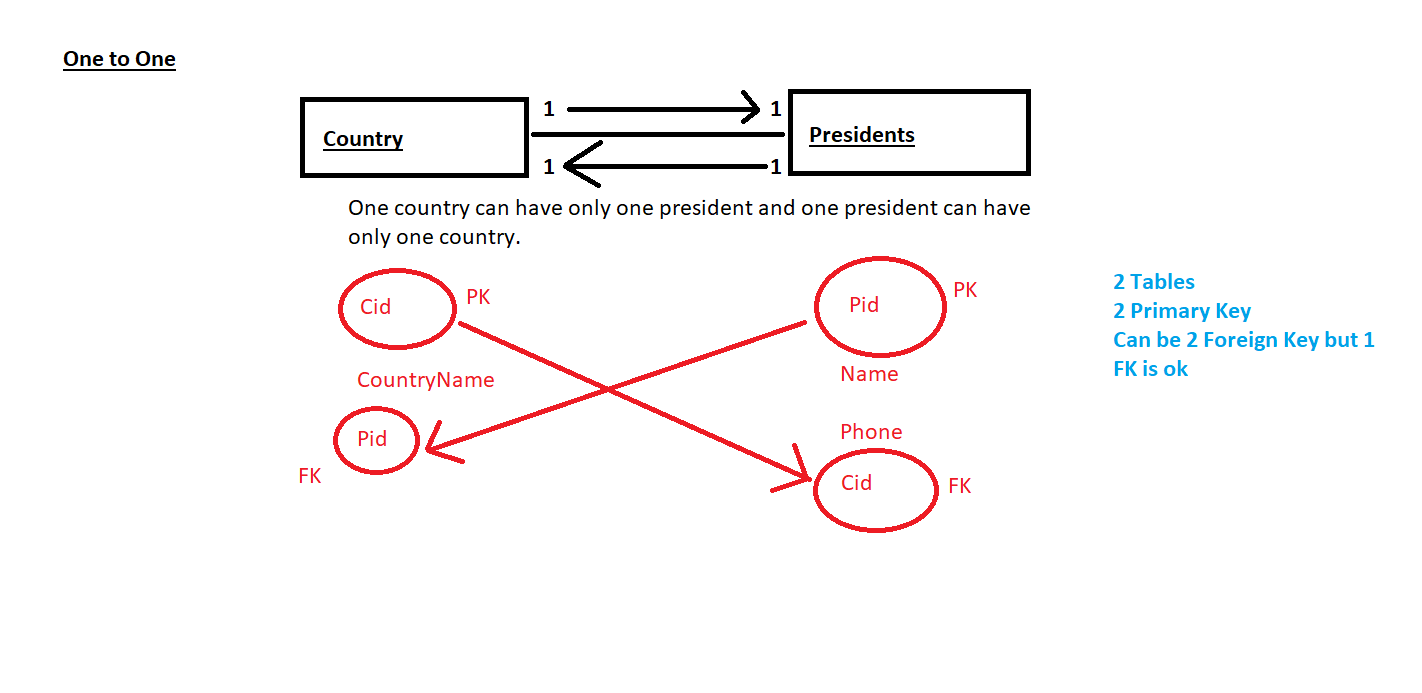 One to One
1 1
Country
Presidents
1 1
One country can have only one president and one president can have
only one country.
Cid PK
Pid PK
CountryName
Name
Pid
FK
Phone
Cid FK
2 Tables
2 Primary Key
Can be 2 Foreign Key but 1
FK is ok